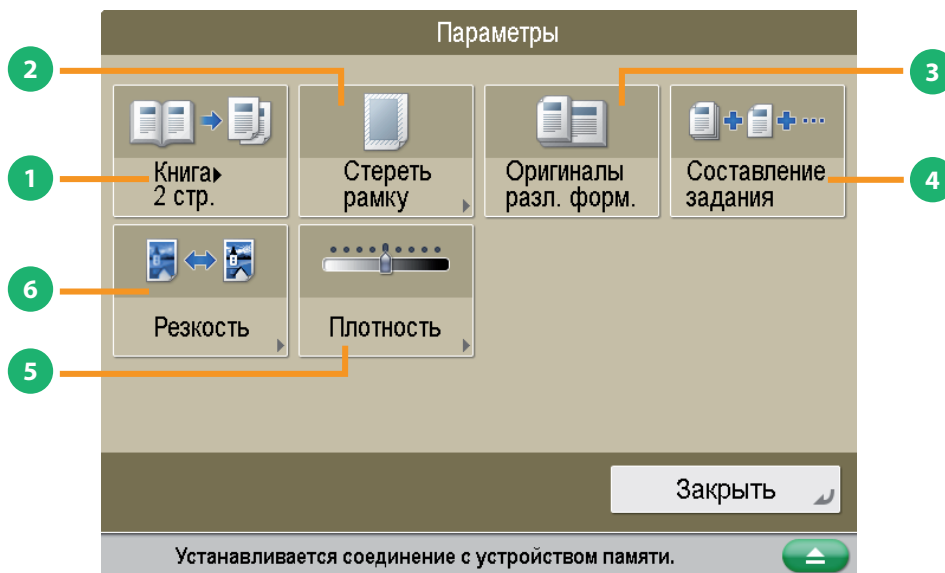 Параметры
2
3
1
Книга▸
2 стр.
Стереть
рамку
Оригиналы
разл. форм.
Составление
задания
4
6
Резкость
Плотность
5
Закрыть
Устанавливается соединение с устройством памяти.